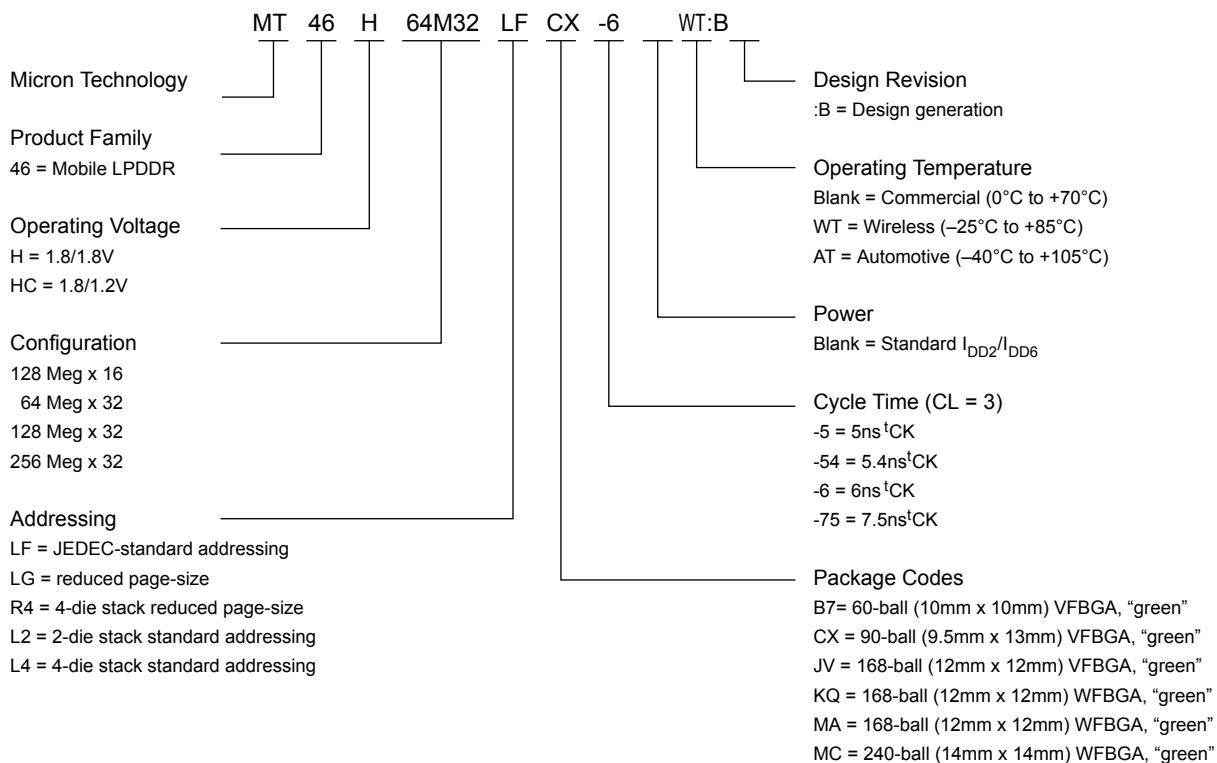 MT 46 H 64M32 LF CX -6 WT:B
Micron Technology
Product Family
46 = Mobile LPDDR
Operating Voltage
H = 1.8/1.8V
HC = 1.8/1.2V
Configuration
128 Meg x 16
64 Meg x 32
128 Meg x 32
256 Meg x 32
Addressing
LF = JEDEC-standard addressing
LG = reduced page-size
R4 = 4-die stack reduced page-size
L2 = 2-die stack standard addressing
L4 = 4-die stack standard addressing
Design Revision
:B = Design generation
Operating Temperature
Blank = Commercial (0°C to +70°C)
WT = Wireless (–25°C to +85°C)
AT = Automotive (–40°C to +105°C)
Power
Blank = Standard IDD2/IDD6
Cycle Time (CL = 3)
-5 = 5ns tCK
-54 = 5.4ns tCK
-6 = 6ns tCK
-75 = 7.5ns tCK
Package Codes
B7= 60-ball (10mm x 10mm) VFBGA, “green”
CX = 90-ball (9.5mm x 13mm) VFBGA, “green”
JV = 168-ball (12mm x 12mm) VFBGA, “green”
KQ = 168-ball (12mm x 12mm) WFBGA, “green”
MA = 168-ball (12mm x 12mm) WFBGA, “green”
MC = 240-ball (14mm x 14mm) WFBGA, “green”